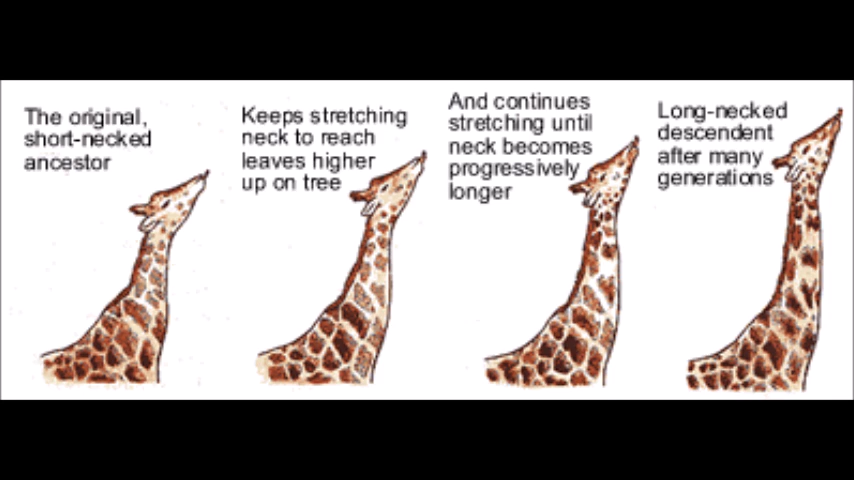 The original,
short-necked
ancestor
Keeps stretching
neck to reach
leaves higher
up on tree
And continues
stretching until
neck becomes
progressively
longer
Long-necked
descendent
after many
generations